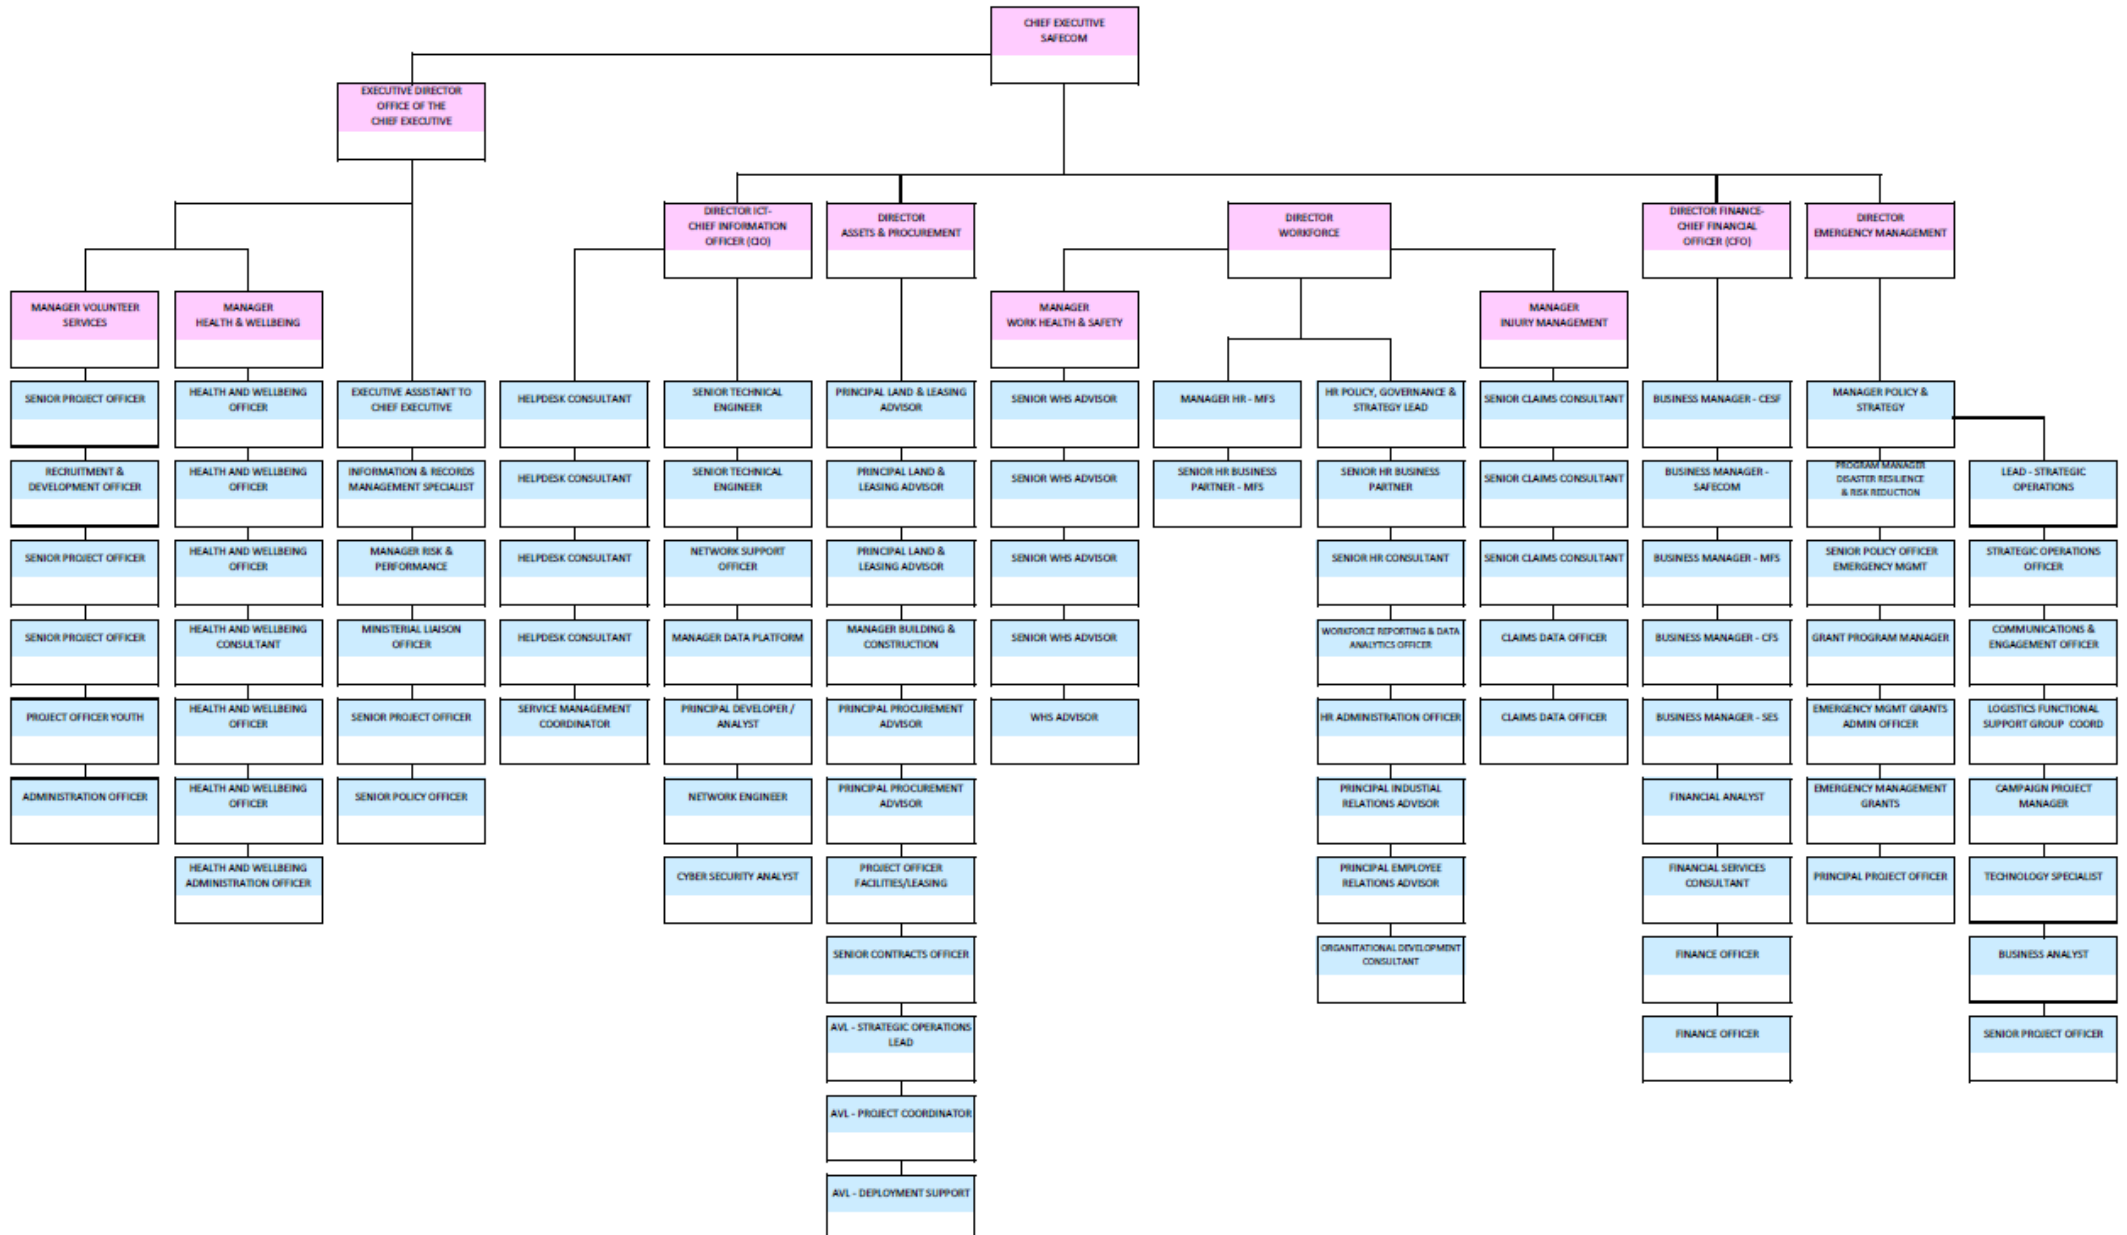 CHIEF EXECUTIVE
SAFECOM
EXECUTIVE DIRECTOR
OFFICE OF THE
CHIEF EXECUTIVE
DIRECTOR ICT-
CHIEF INFORMATION
OFFICER (CIO)
DIRECTOR
ASSETS & PROCUREMENT
DIRECTOR
WORKFORCE
DIRECTOR FINANCE-
CHIEF FINANCIAL
OFFICER (CFO)
DIRECTOR
EMERGENCY MANAGEMENT
MANAGER VOLUNTEER
SERVICES
MANAGER
HEALTH & WELLBEING
MANAGER
WORK HEALTH & SAFETY
MANAGER
INJURY MANAGEMENT
SENIOR PROJECT OFFICER
HEALTH AND WELLBEING
OFFICER
EXECUTIVE ASSISTANT TO
CHIEF EXECUTIVE
HELPDESK CONSULTANT
SENIOR TECHNICAL
ENGINEER
PRINCIPAL LAND & LEASING
ADVISOR
SENIOR WHS ADVISOR
MANAGER HR - MFS
HR POLICY, GOVERNANCE &
STRATEGY LEAD
SENIOR CLAIMS CONSULTANT
BUSINESS MANAGER - CESF
MANAGER POLICY &
STRATEGY
RECRUITMENT &
DEVELOPMENT OFFICER
HEALTH AND WELLBEING
OFFICER
INFORMATION & RECORDS
MANAGEMENT SPECIALIST
HELPDESK CONSULTANT
SENIOR TECHNICAL
ENGINEER
PRINCIPAL LAND &
LEASING ADVISOR
SENIOR WHS ADVISOR
SENIOR HR BUSINESS
PARTNER - MFS
SENIOR HR BUSINESS
PARTNER
SENIOR CLAIMS CONSULTANT
BUSINESS MANAGER -
SAFECOM
PROGRAM MANAGER
DISASTER RESILIENCE
& RISK REDUCTION
LEAD - STRATEGIC
OPERATIONS
SENIOR PROJECT OFFICER
HEALTH AND WELLBEING
OFFICER
MANAGER RISK &
PERFORMANCE
HELPDESK CONSULTANT
NETWORK SUPPORT
OFFICER
PRINCIPAL LAND &
LEASING ADVISOR
SENIOR WHS ADVISOR
SENIOR HR CONSULTANT
SENIOR CLAIMS CONSULTANT
BUSINESS MANAGER - MFS
SENIOR POLICY OFFICER
EMERGENCY MGMT
STRATEGIC OPERATIONS
OFFICER
SENIOR PROJECT OFFICER
HEALTH AND WELLBEING
CONSULTANT
MINISTERIAL LIAISON
OFFICER
HELPDESK CONSULTANT
MANAGER DATA PLATFORM
MANAGER BUILDING &
CONSTRUCTION
SENIOR WHS ADVISOR
WORKFORCE REPORTING & DATA
ANALYTICS OFFICER
CLAIMS DATA OFFICER
BUSINESS MANAGER - CFS
GRANT PROGRAM MANAGER
COMMUNICATIONS &
ENGAGEMENT OFFICER
PROJECT OFFICER YOUTH
HEALTH AND WELLBEING
OFFICER
SENIOR PROJECT OFFICER
SERVICE MANAGEMENT
COORDINATOR
PRINCIPAL DEVELOPER /
ANALYST
PRINCIPAL PROCUREMENT
ADVISOR
WHS ADVISOR
HR ADMINISTRATION OFFICER
CLAIMS DATA OFFICER
BUSINESS MANAGER - SES
EMERGENCY MGMT GRANTS
ADMIN OFFICER
LOGISTICS FUNCTIONAL
SUPPORT GROUP COORD
ADMINISTRATION OFFICER
HEALTH AND WELLBEING
OFFICER
SENIOR POLICY OFFICER
NETWORK ENGINEER
PRINCIPAL PROCUREMENT
ADVISOR
PRINCIPAL INDUSTIAL
RELATIONS ADVISOR
FINANCIAL ANALYST
EMERGENCY MANAGEMENT
GRANTS
CAMPAIGN PROJECT
MANAGER
HEALTH AND WELLBEING
ADMINISTRATION OFFICER
CYBER SECURITY ANALYST
PROJECT OFFICER
FACILITIES/LEASING
PRINCIPAL EMPLOYEE
RELATIONS ADVISOR
FINANCIAL SERVICES
CONSULTANT
PRINCIPAL PROJECT OFFICER
TECHNOLOGY SPECIALIST
SENIOR CONTRACTS OFFICER
ORGANITATIONAL DEVELOPMENT
CONSULTANT
FINANCE OFFICER
BUSINESS ANALYST
AVL - STRATEGIC OPERATIONS
LEAD
FINANCE OFFICER
SENIOR PROJECT OFFICER
AVL - PROJECT COORDINATOR
AVL - DEPLOYMENT SUPPORT